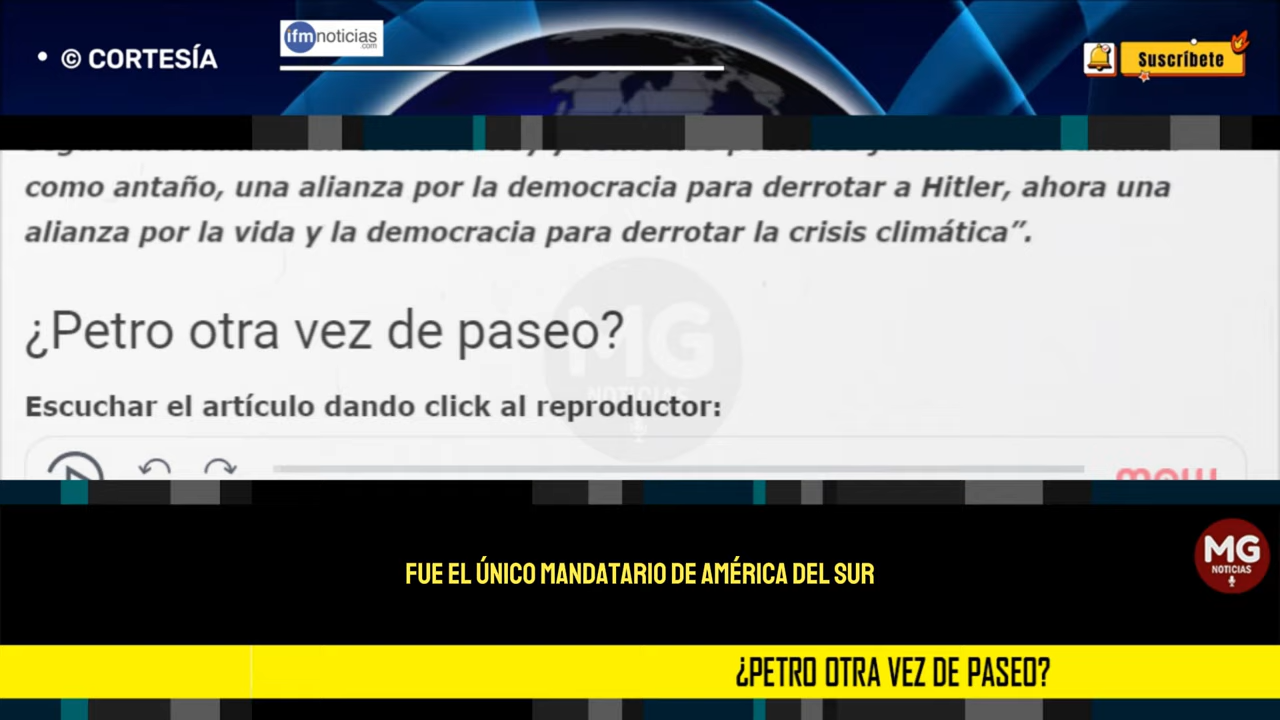 • © CORTESÍA
ifmnoticias
.com
Suscríbete
como antaño, una alianza por la democracia para derrotar a Hitler, ahora una
alianza por la vida y la democracia para derrotar la crisis climática”.
¿Petro otra vez de paseo?
MG
NOTICIAS
Escuchar el artículo dando click al reproductor:
FUE EL ÚNICO MANDATARIO DE AMÉRICA DEL SUR
MG
NOTICIAS
¿PETRO OTRA VEZ DE PASEO?